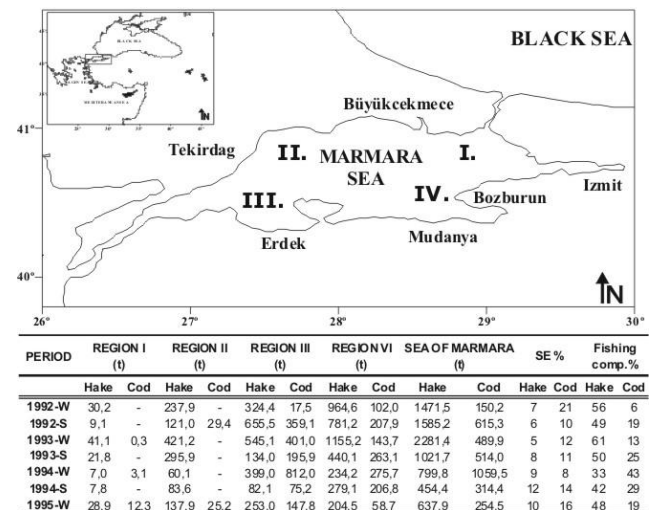 BLACK SEA
BLACK SEA
N
41°
40°
Büyükcekmece
Tekirdag
II.
MARMARA
SEA
I.
III.
IV.
Bozburun
Izmit
Erdek
Mudanya
N
26° 27° 28° 29° 30°
PERIOD REGION I (t) REGION II (t) REGION III (t) REGION VI (t) SEA OF MARMARA (t) SE % Fishing comp.%
Hake Cod Hake Cod Hake Cod Hake Cod Hake Cod Hake Cod Hake Cod
1992-W 30,2 - 237,9 - 324,4 17,5 964,6 102,0 1471,5 150,2 7 21 56 6
1992-S 9,1 - 121,0 29,4 655,5 359,1 781,2 207,9 1585,2 615,3 6 10 49 19
1993-W 41,1 0,3 421,2 - 545,1 401,0 1155,2 143,7 2281,4 489,9 5 12 61 13
1993-S 21,8 - 295,9 - 134,0 195,9 440,1 263,1 1021,7 514,0 8 11 50 25
1994-W 7,0 3,1 60,1 - 399,0 812,0 234,2 275,7 799,8 1059,5 9 8 33 43
1994-S 7,8 - 83,6 - 82,1 75,2 279,1 206,8 454,4 314,4 12 14 42 29
1995-W 28,9 12,3 137,9 25,2 253,0 147,8 204,5 58,7 637,9 254,5 10 16 48 19